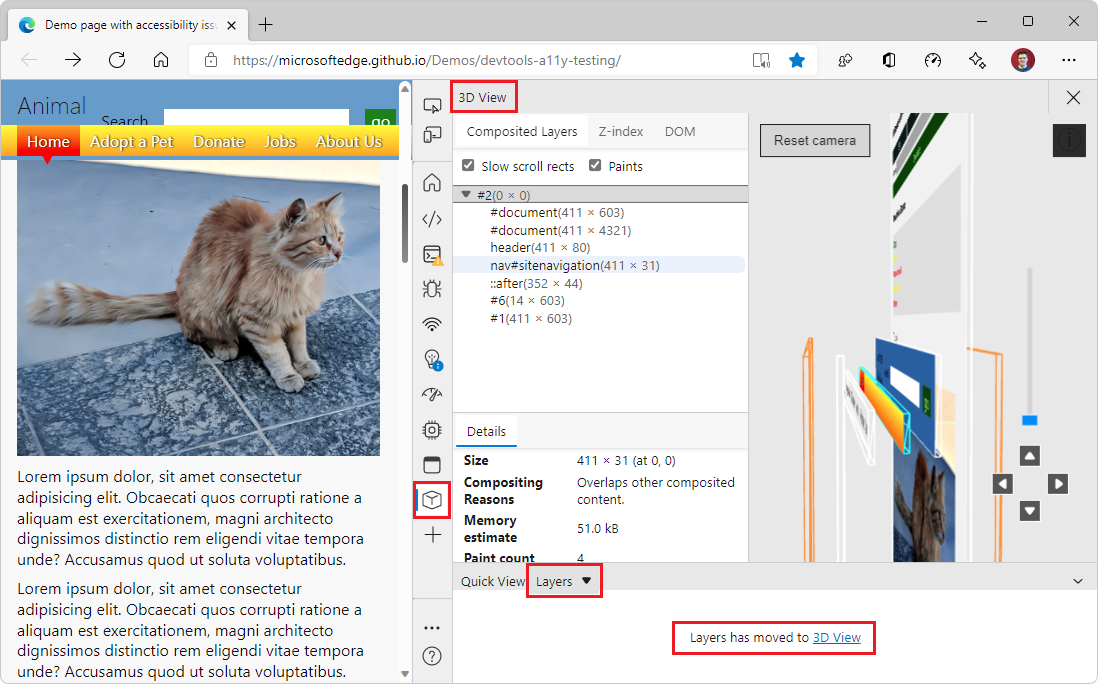 Demo page with accessibility issu
https://microsoftedge.github.io/Demos/devtools-a11y-testing/
Animal
Search
go
Home
Adopt a Pet
Donate
Jobs
About Us
Lorem ipsum dolor, sit amet consectetur
adipisicing elit. Obcaecati quos corrupti ratione a
aliquam est exercitationem, magni architecto
dignissimos distinctio rem eligendi vitae tempora
unde? Accusamus quod ut soluta voluptatibus.
Lorem ipsum dolor, sit amet consectetur
adipisicing elit. Obcaecati quos corrupti ratione a
aliquam est exercitationem, magni architecto
dignissimos distinctio rem eligendi vitae tempora
unde? Accusamus quod ut soluta voluptatibus.
3D View
Composited Layers
Z-index
DOM
Slow scroll rects
Paints
#2(0 × 0)
#document(411 × 603)
#document(411 × 4321)
header(411 × 80)
nav#sitenavigation(411 × 31)
::after(352 × 44)
#6(14 × 603)
#1(411 × 603)
Reset camera
Details
Size 411 × 31 (at 0, 0)
Compositing Reasons Overlaps other composited content.
Memory estimate 51.0 kB
Paint count 4
Quick View
Layers
Layers has moved to 3D View